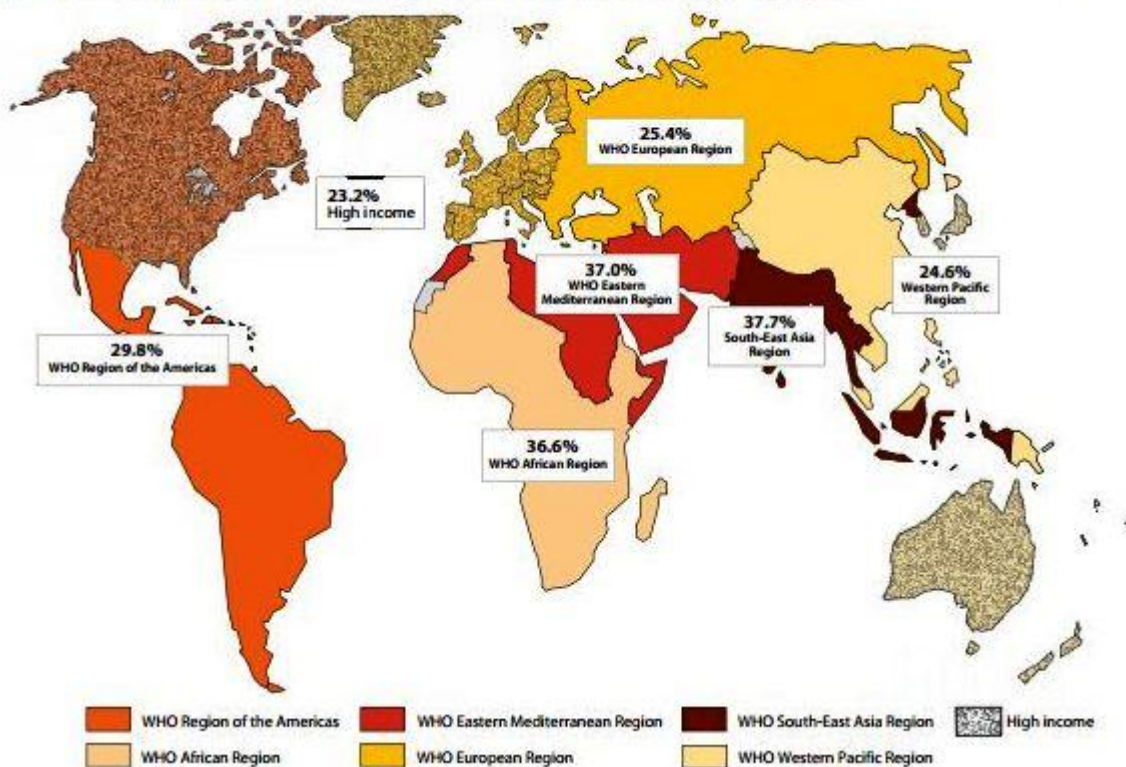 25.4%
WHO European Region
23.2%
High income
37.0%
WHO Eastern
Mediterranean Region
24.6%
Western Pacific
Region
37.7%
South-East Asia
Region
29.8%
WHO Region of the Americas
36.6%
WHO African Region
WHO Region of the Americas
WHO Eastern Mediterranean Region
WHO South-East Asia Region
High income
WHO African Region
WHO European Region
WHO Western Pacific Region